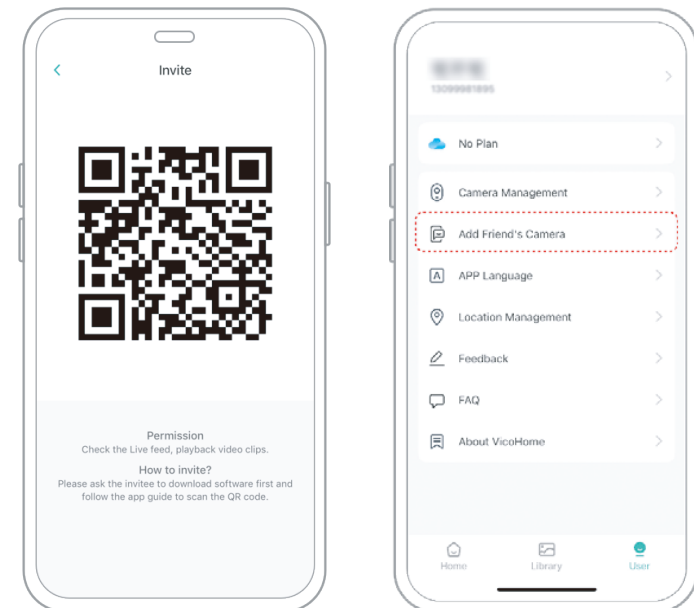 Invite
Permission
Check the Live feed, playback video clips.
How to invite?
Please ask the invitee to download software first and
follow the app guide to scan the QR code.
13099981895
No Plan
Camera Management
Add Friend's Camera
A APP Language
Location Management
Feedback
FAQ
About VicoHome
Home
Library
User